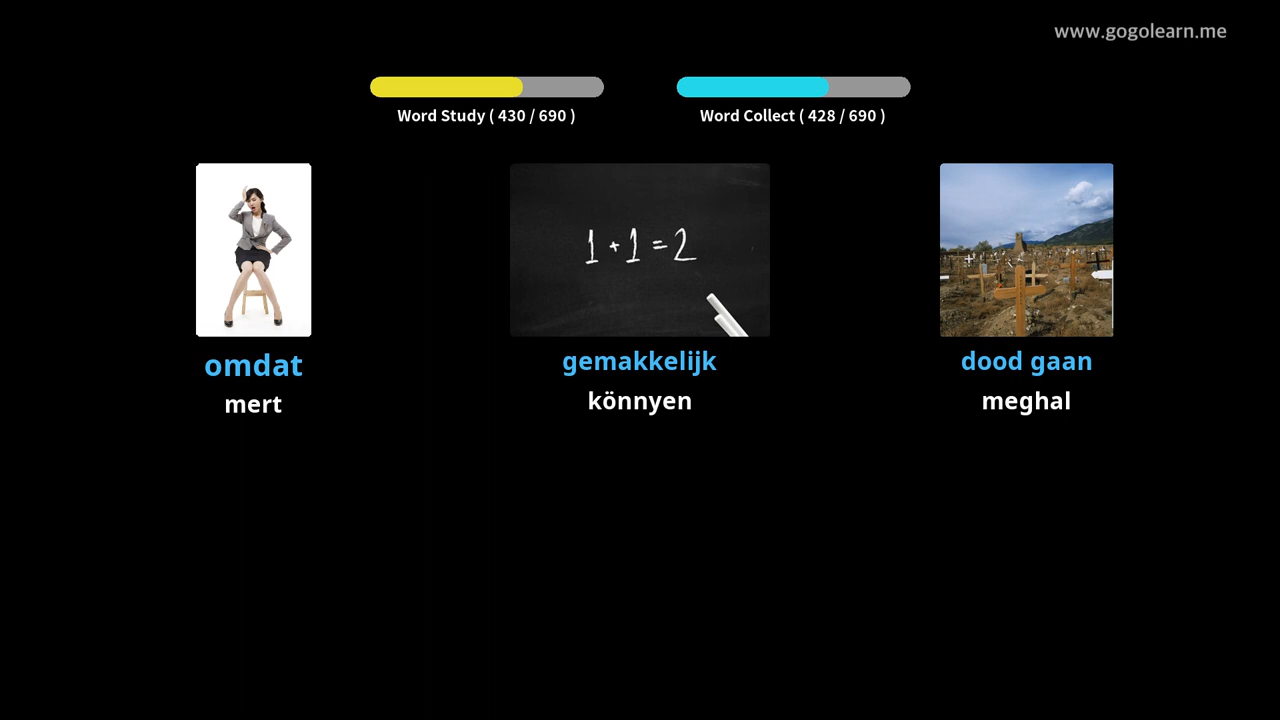 www.gogolearn.me
Word Study ( 430 / 690 )
Word Collect ( 428 / 690 )
1 + 1 = 2
omdat
mert
gemakkelijk
könnyen
dood gaan
meghal